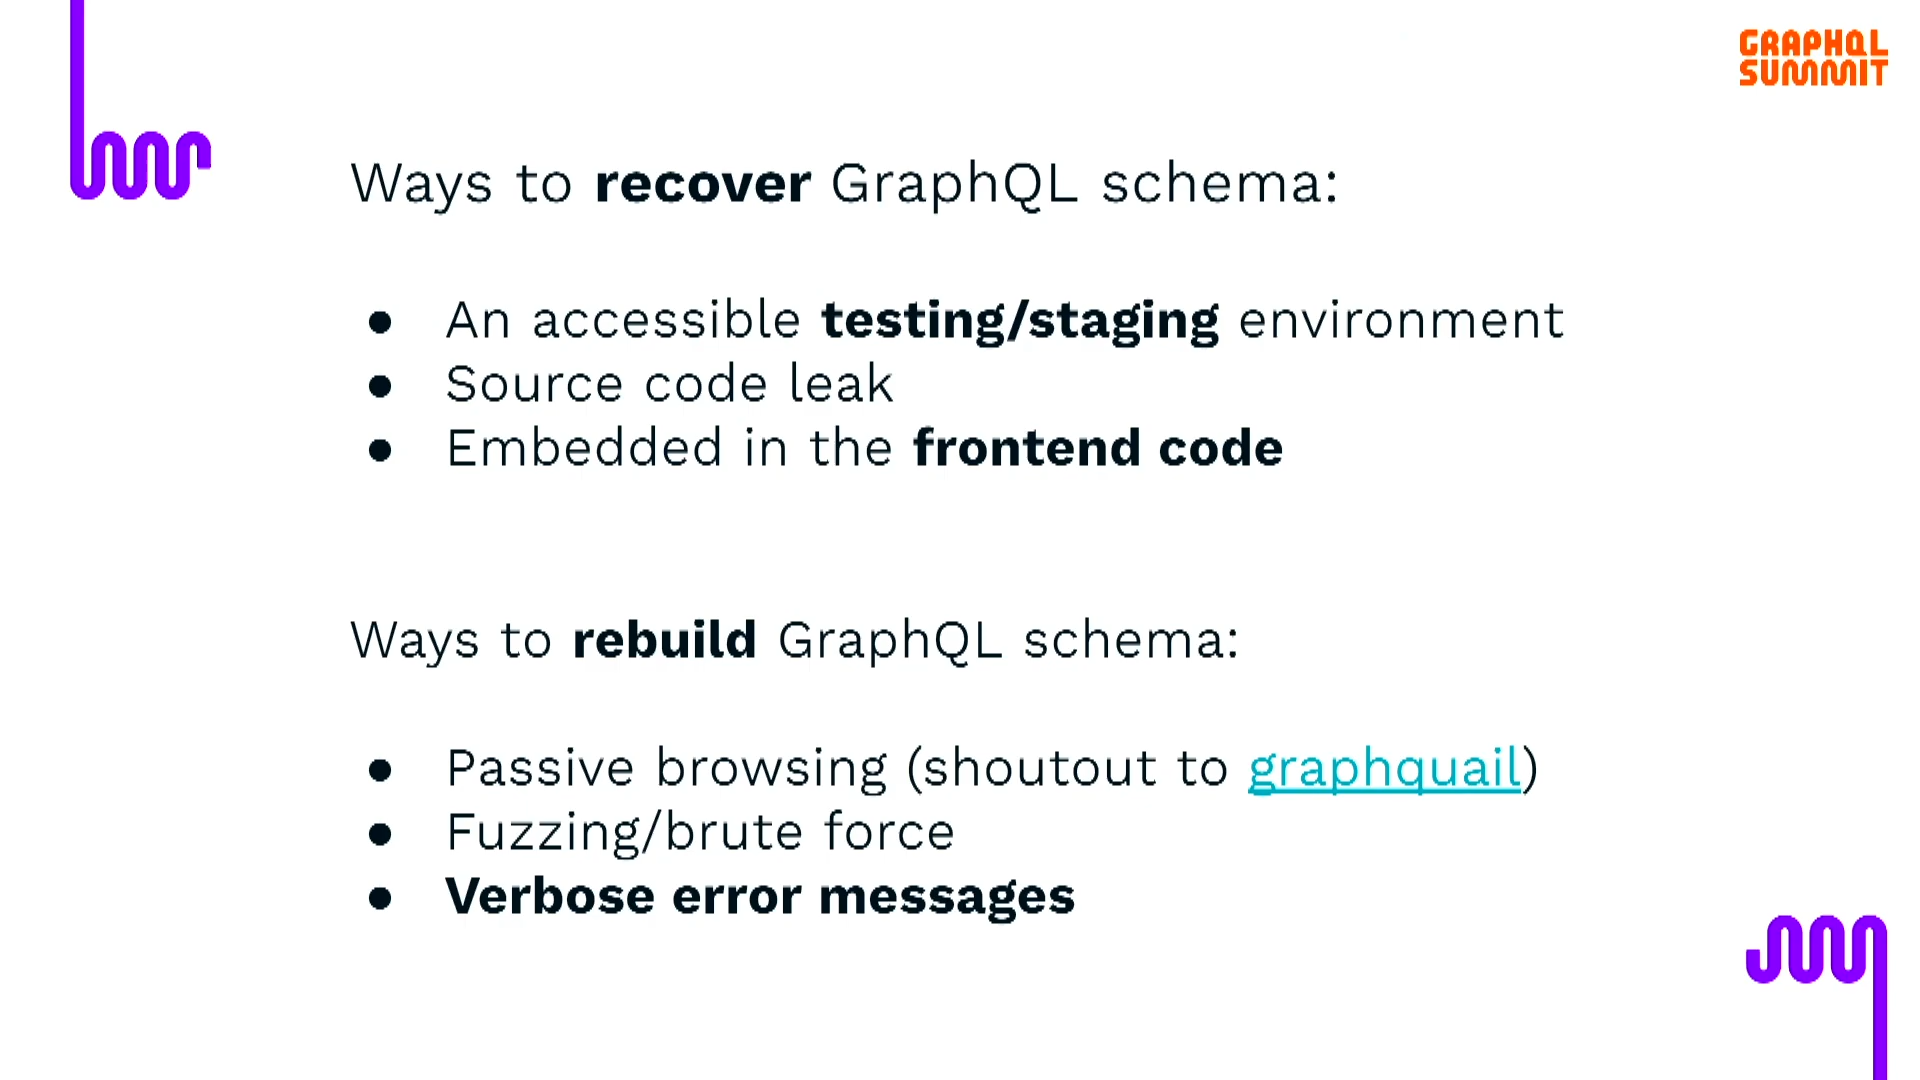 GRAPHQL
SUMMIT
Ways to recover GraphQL schema:
● An accessible testing/staging environment
● Source code leak
● Embedded in the frontend code
Ways to rebuild GraphQL schema:
● Passive browsing (shoutout to graphquail)
● Fuzzing/brute force
● Verbose error messages